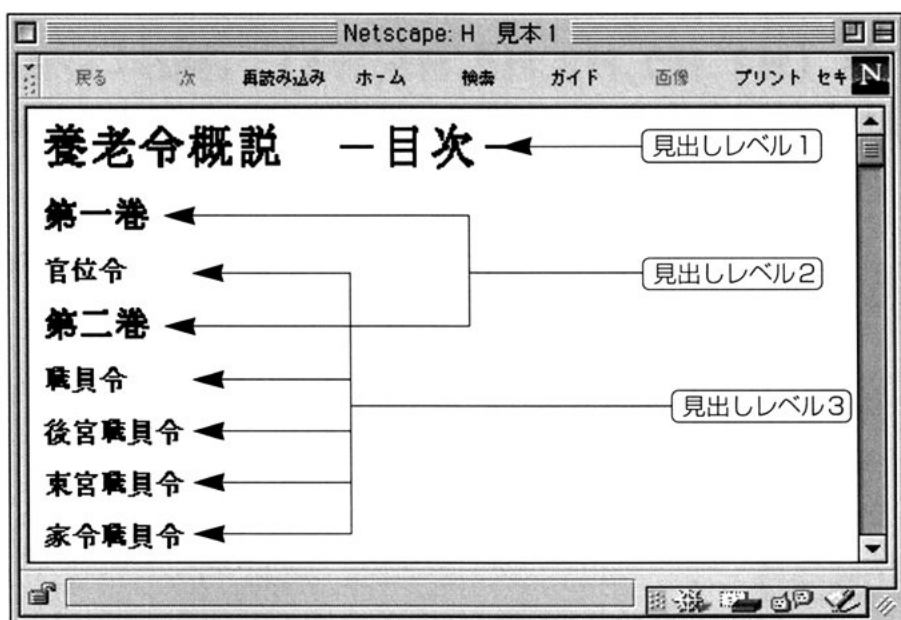 Netscape: H 見本1
戻る 次 再読み込み ホーム 検索 ガイド 画像 プリント セキ N
養老令概説 －目次－
見出しレベル1
第一巻
官位令
見出しレベル2
第二巻
職員令
見出しレベル3
後宮職員令
東宮職員令
家令職員令